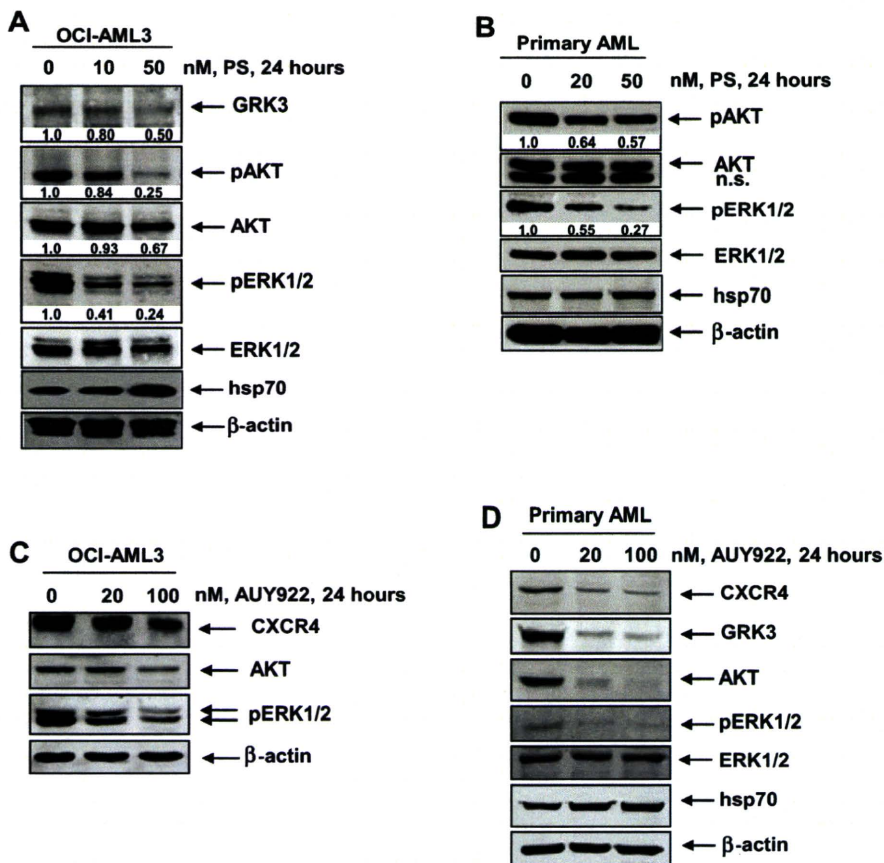 A
OCI-AML3
0 10 50 nM, PS, 24 hours
GRK3
1.0 0.80 0.50
pAKT
1.0 0.84 0.25
AKT
1.0 0.93 0.67
pERK1/2
1.0 0.41 0.24
ERK1/2
hsp70
β-actin
B
Primary AML
0 20 50 nM, PS, 24 hours
pAKT
1.0 0.64 0.57
AKT
n.s.
pERK1/2
1.0 0.55 0.27
ERK1/2
hsp70
β-actin
C
OCI-AML3
0 20 100 nM, AUY922, 24 hours
CXCR4
AKT
pERK1/2
β-actin
D
Primary AML
0 20 100 nM, AUY922, 24 hours
CXCR4
GRK3
AKT
pERK1/2
ERK1/2
hsp70
β-actin